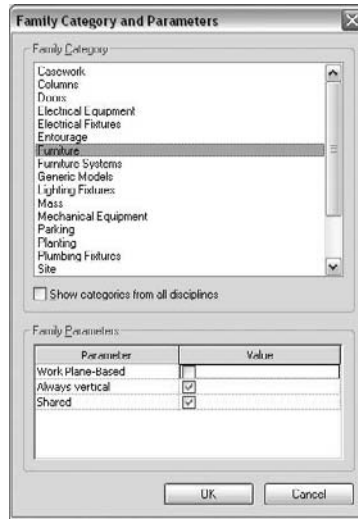 Family Category and Parameters
Family Category
Casework
Columns
Doors
Electrical Equipment
Electrical Fixtures
Entourage
Furniture
Furniture Systems
Generic Models
Lighting Fixtures
Mass
Mechanical Equipment
Parking
Planting
Plumbing Fixtures
Site
Show categories from all disciplines
Family Parameters
Parameter Value
Work Plane-Based
Always vertical
Shared
OK Cancel